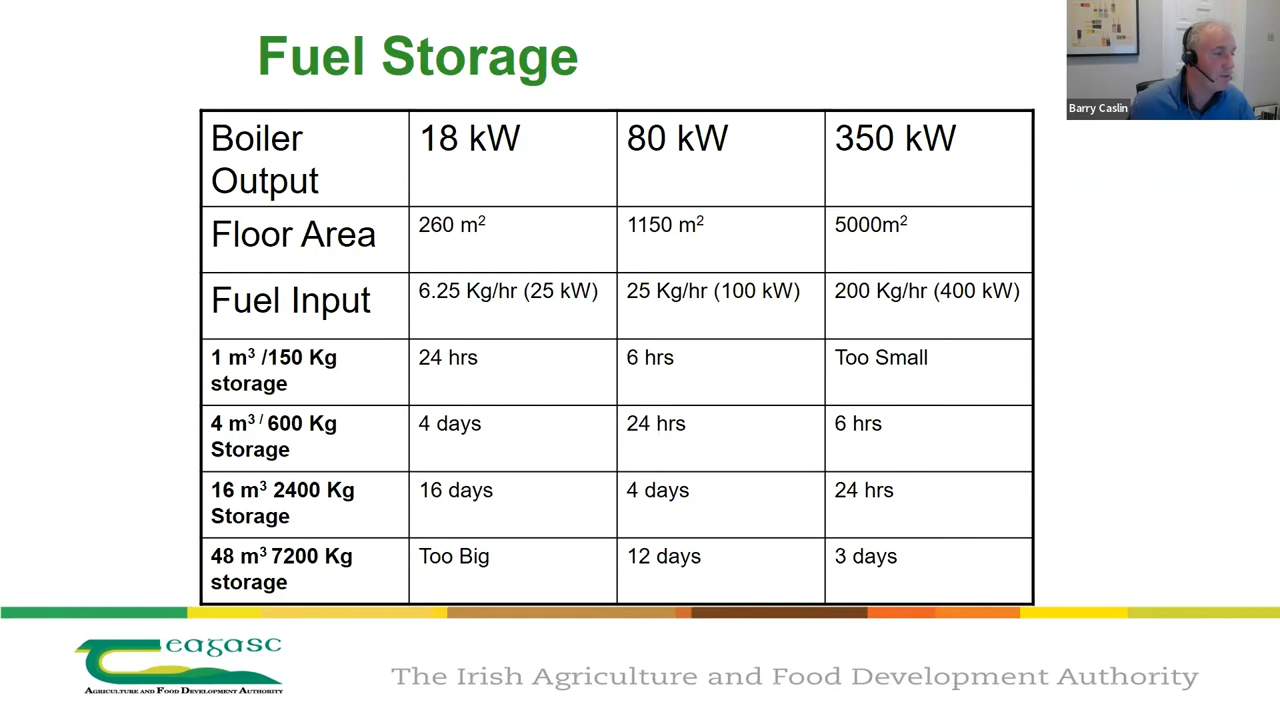 Fuel Storage
Barry Caslin
Boiler Output 18 kW 80 kW 350 kW
Floor Area 260 m² 1150 m² 5000m²
Fuel Input 6.25 Kg/hr (25 kW) 25 Kg/hr (100 kW) 200 Kg/hr (400 kW)
1 m³ /150 Kg storage 24 hrs 6 hrs Too Small
4 m³ / 600 Kg Storage 4 days 24 hrs 6 hrs
16 m³ 2400 Kg Storage 16 days 4 days 24 hrs
48 m³ 7200 Kg storage Too Big 12 days 3 days
Teagasc
AGRICULTURE AND FOOD DEVELOPMENT AUTHORITY
The Irish Agriculture and Food Development Authority